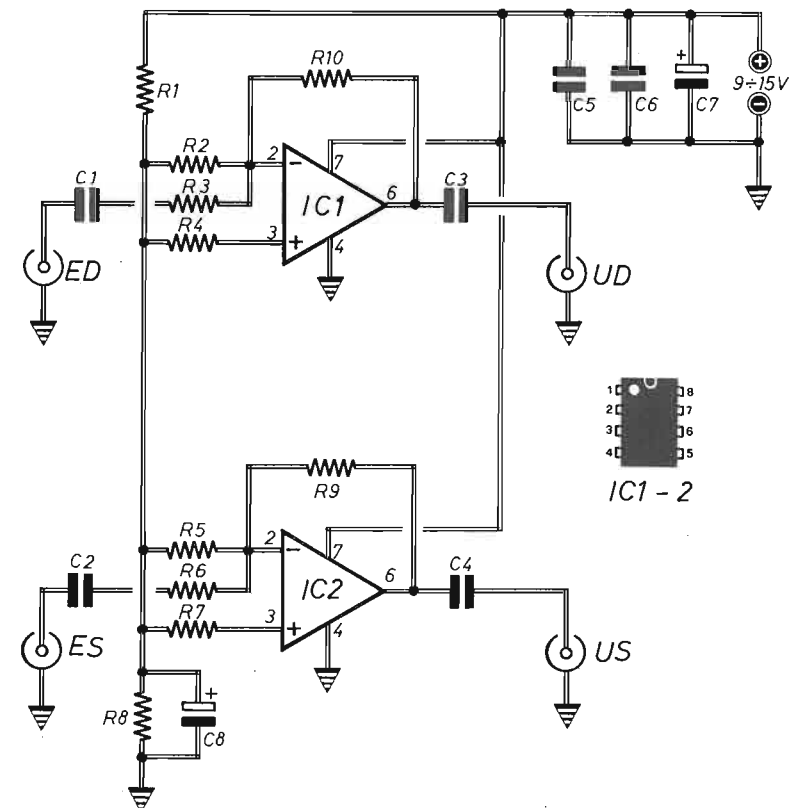 R10
R1
+
9÷15V
C5
C6
C7
R2
2
−
7
C1
R3
IC1
6
C3
R4
3
+
4
ED
UD
1 8
2 7
3 6
4 5
IC1 - 2
R9
R5
2
−
7
C2
R6
IC2
6
C4
R7
3
+
4
ES
US
+
R8
C8